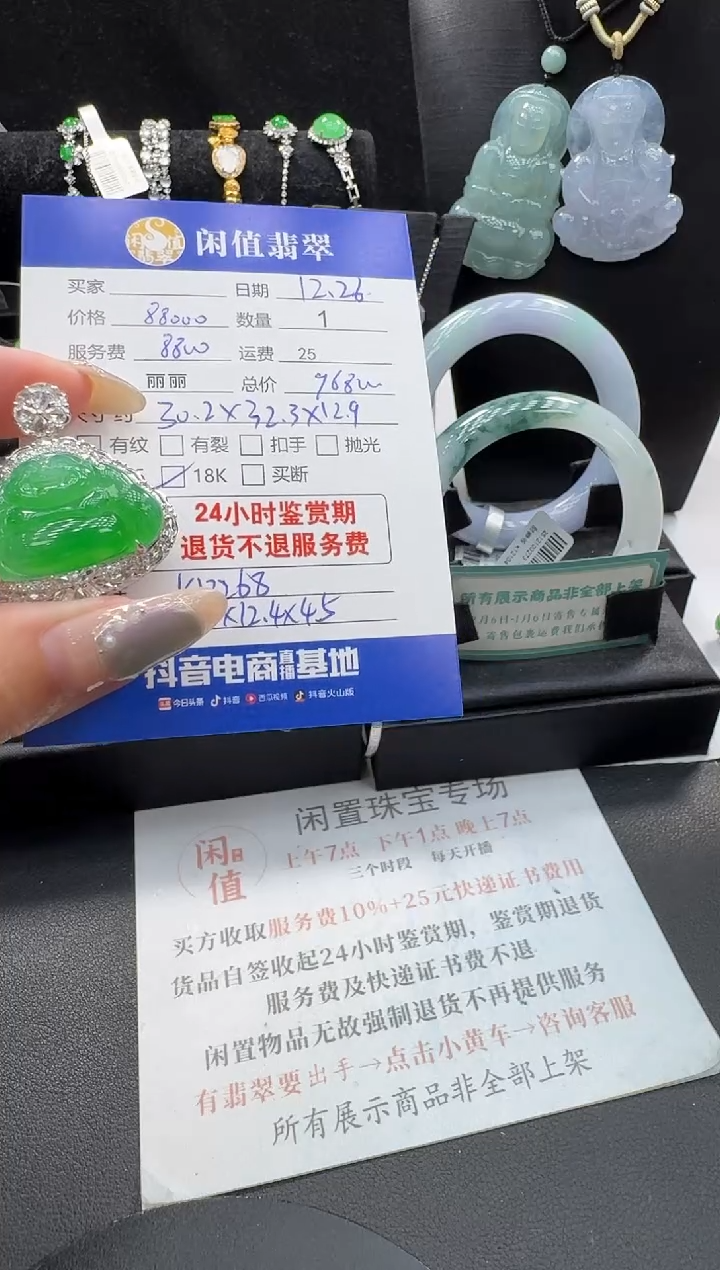 闲值翡翠
买家 日期 12.26
价格 88000 数量 1
服务费 8800 运费 25
丽丽 总价 96800
30.2X32.3X12.9
有纹 有裂 扣手 抛光
18K 买断
24小时鉴赏期
退货不退服务费
X12.4X45
抖音电商直播基地
今日头条 抖音 西瓜视频 抖音火山版
所有展示商品非全部上架
闲置珠宝专场
闲值
上午7点 下午1点 晚上7点
三个时段 每天开播
买方收取服务费10%+25元快递证书费用
货品自签收起24小时鉴赏期，鉴赏期退货
服务费及快递证书费不退
闲置物品无故强制退货不再提供服务
有翡翠要出手→点击小黄车→咨询客服
所有展示商品非全部上架